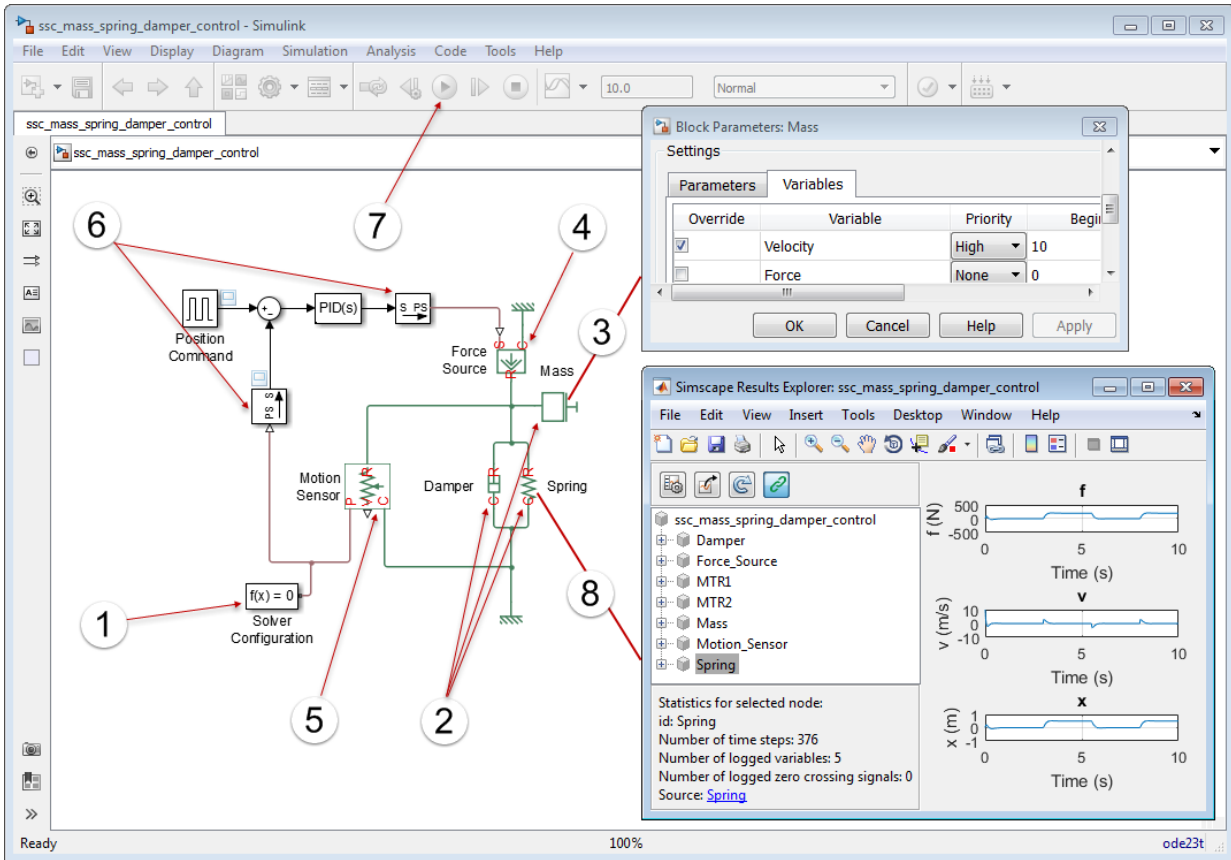 ssc_mass_spring_damper_control - Simulink
File Edit View Display Diagram Simulation Analysis Code Tools Help
10.0 Normal
ssc_mass_spring_damper_control
ssc_mass_spring_damper_control
Block Parameters: Mass
Settings
Parameters Variables
Override Variable Priority Begin
Velocity High 10
Force None 0
OK Cancel Help Apply
7
6
4
3
Position
Command
+-
PID(s)
S PS
Force
Source
S C
R
Mass
PS S
Motion
Sensor
R
P V C
Damper
R
C
Spring
R
C
f(x) = 0
Solver
Configuration
1
5
2
8
Simscape Results Explorer: ssc_mass_spring_damper_control
File Edit View Insert Tools Desktop Window Help
ssc_mass_spring_damper_control
Damper
Force_Source
MTR1
MTR2
Mass
Motion_Sensor
Spring
Statistics for selected node:
id: Spring
Number of time steps: 376
Number of logged variables: 5
Number of logged zero crossing signals: 0
Source: Spring
f
f (N)
500
0
-500
0 5 10
Time (s)
v
v (m/s)
10
0
-10
0 5 10
Time (s)
x
x (m)
1
0
-1
0 5 10
Time (s)
Ready 100% ode23t